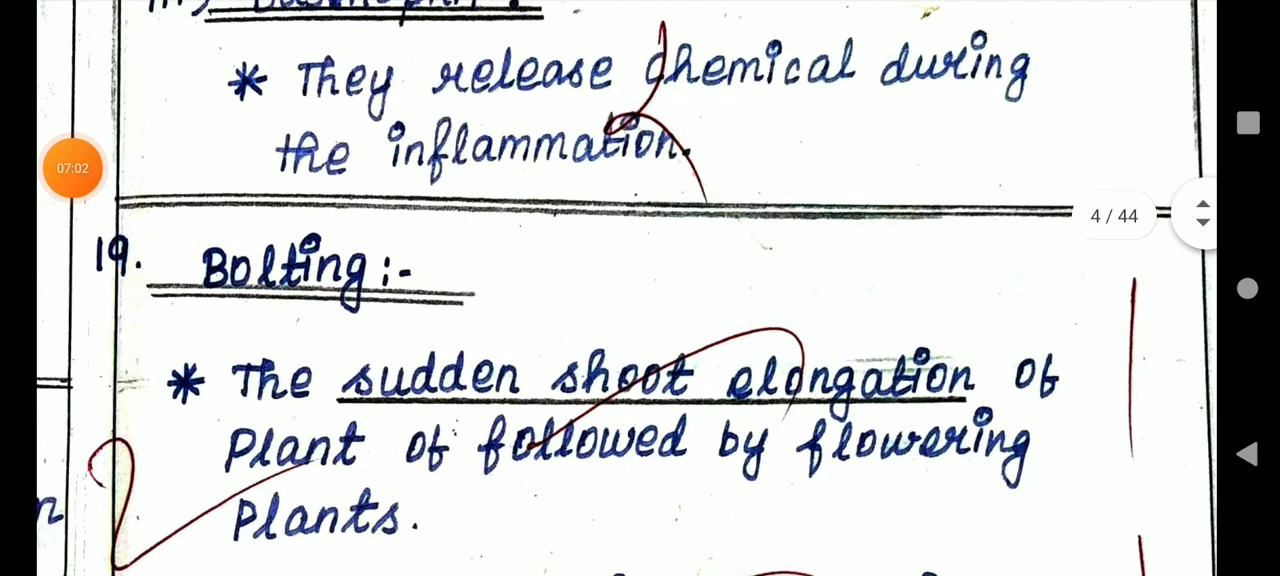 * They release chemical during
the inflammation.
07:02
4 / 44
19. Bolting :-
* The sudden shoot elongation of
Plant of followed by flowering
Plants.